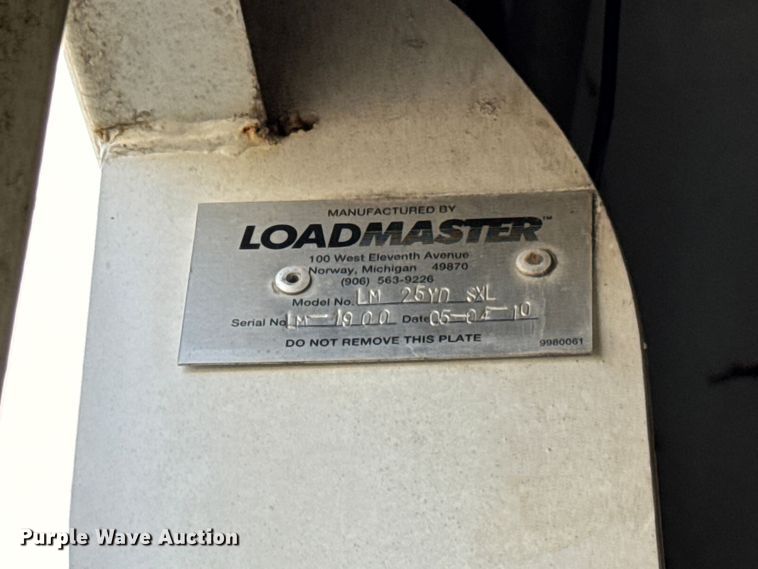 MANUFACTURED BY
LOADMASTER™
100 West Eleventh Avenue
Norway, Michigan 49870
(906) 563-9226
Model No. LM 25YD SXL
Serial No. LM-1900 Date 05-04-10
DO NOT REMOVE THIS PLATE 9980061
Purple Wave Auction